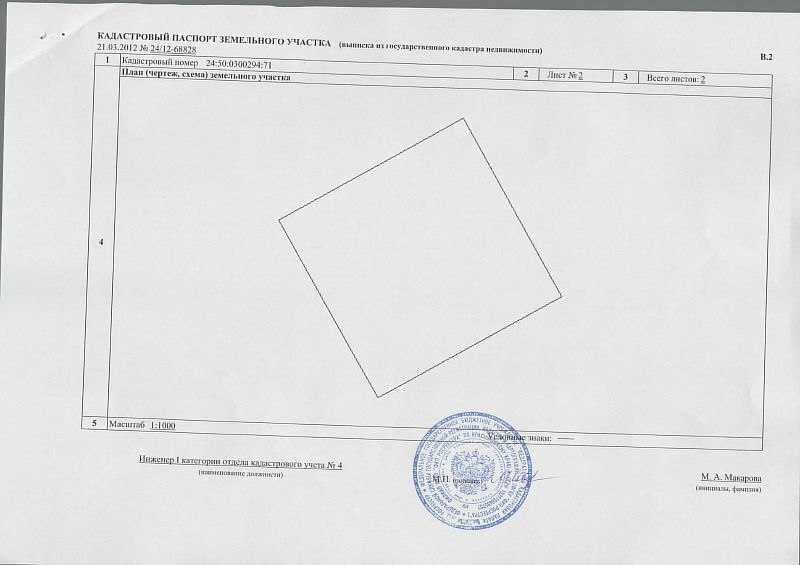 КАДАСТРОВЫЙ ПАСПОРТ ЗЕМЕЛЬНОГО УЧАСТКА (выписка из государственного кадастра недвижимости)
21.03.2012 № 24/12-68828
В.2
1 Кадастровый номер 24:50:0300294:71 2 Лист № 2 3 Всего листов: 2
План (чертеж, схема) земельного участка
4
5 Масштаб 1:1000
Условные знаки:
Инженер I категории отдела кадастрового учета № 4
(наименование должности)
М.П. (подпись)
М. А. Макарова
(инициалы, фамилия)